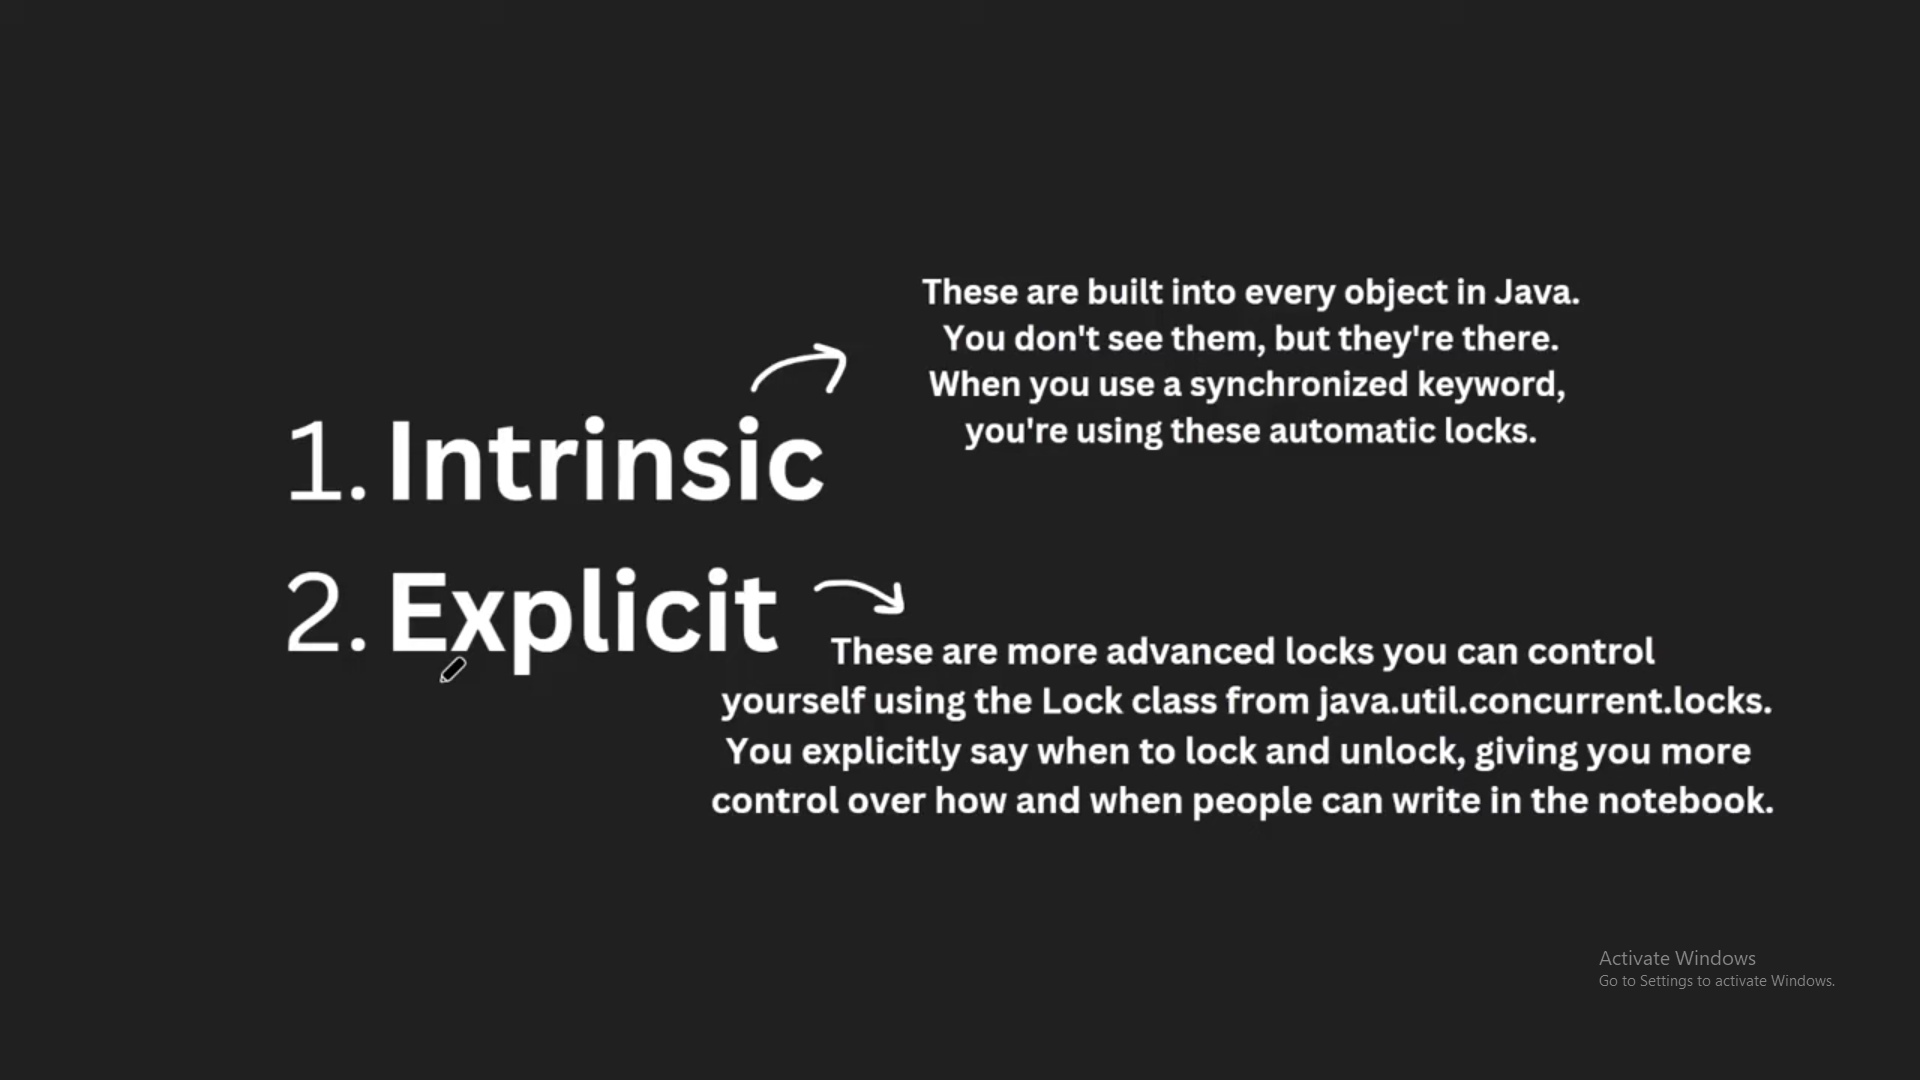 These are built into every object in Java.
You don't see them, but they're there.
When you use a synchronized keyword,
you're using these automatic locks.
1. Intrinsic
2. Explicit
These are more advanced locks you can control
yourself using the Lock class from java.util.concurrent.locks.
You explicitly say when to lock and unlock, giving you more
control over how and when people can write in the notebook.
Activate Windows
Go to Settings to activate Windows.